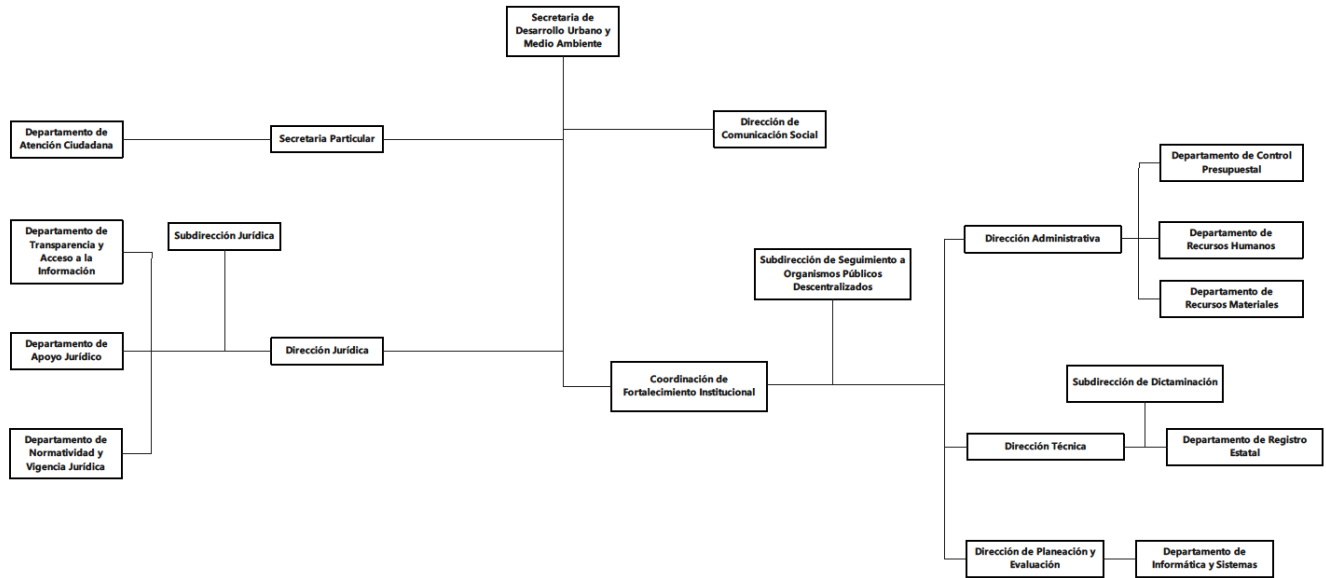 Secretaria de
Desarrollo Urbano y
Medio Ambiente
Departamento de
Atención Ciudadana
Secretaria Particular
Dirección de
Comunicación Social
Departamento de Control
Presupuestal
Departamento de
Transparencia y
Acceso a la
Información
Subdirección Jurídica
Dirección Administrativa
Departamento de
Recursos Humanos
Subdirección de Seguimiento a
Organismos Públicos
Descentralizados
Departamento de
Recursos Materiales
Departamento de
Apoyo Jurídico
Dirección Jurídica
Coordinación de
Fortalecimiento Institucional
Subdirección de Dictaminación
Departamento de
Normatividad y
Vigencia Jurídica
Dirección Técnica
Departamento de Registro
Estatal
Dirección de Planeación y
Evaluación
Departamento de
Informática y Sistemas